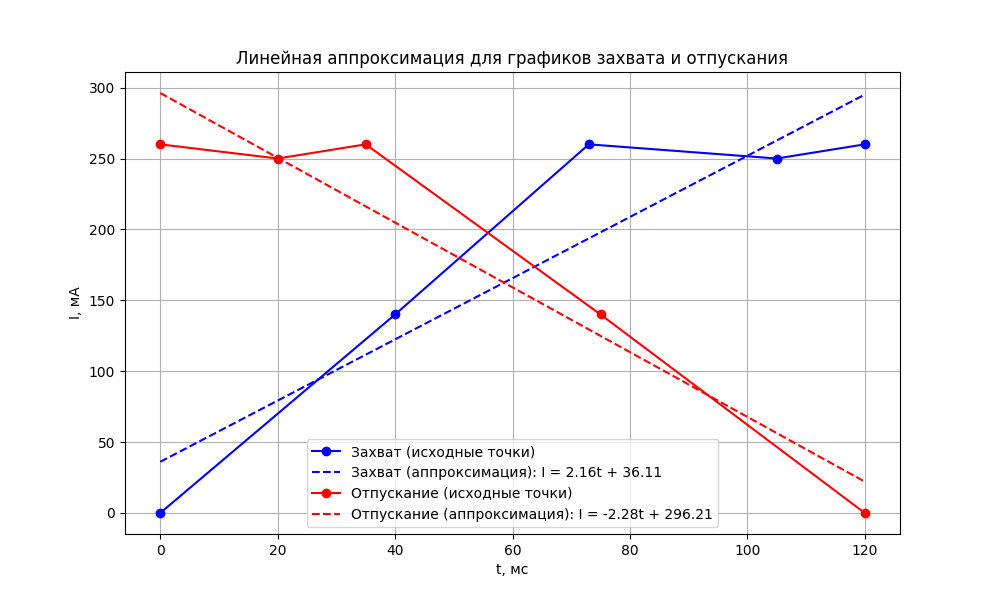 Линейная аппроксимация для графиков захвата и отпускания
300
250
200
150
100
50
0
I, мА
Захват (исходные точки)
Захват (аппроксимация): I = 2.16t + 36.11
Отпускание (исходные точки)
Отпускание (аппроксимация): I = -2.28t + 296.21
0 20 40 60 80 100 120
t, мс